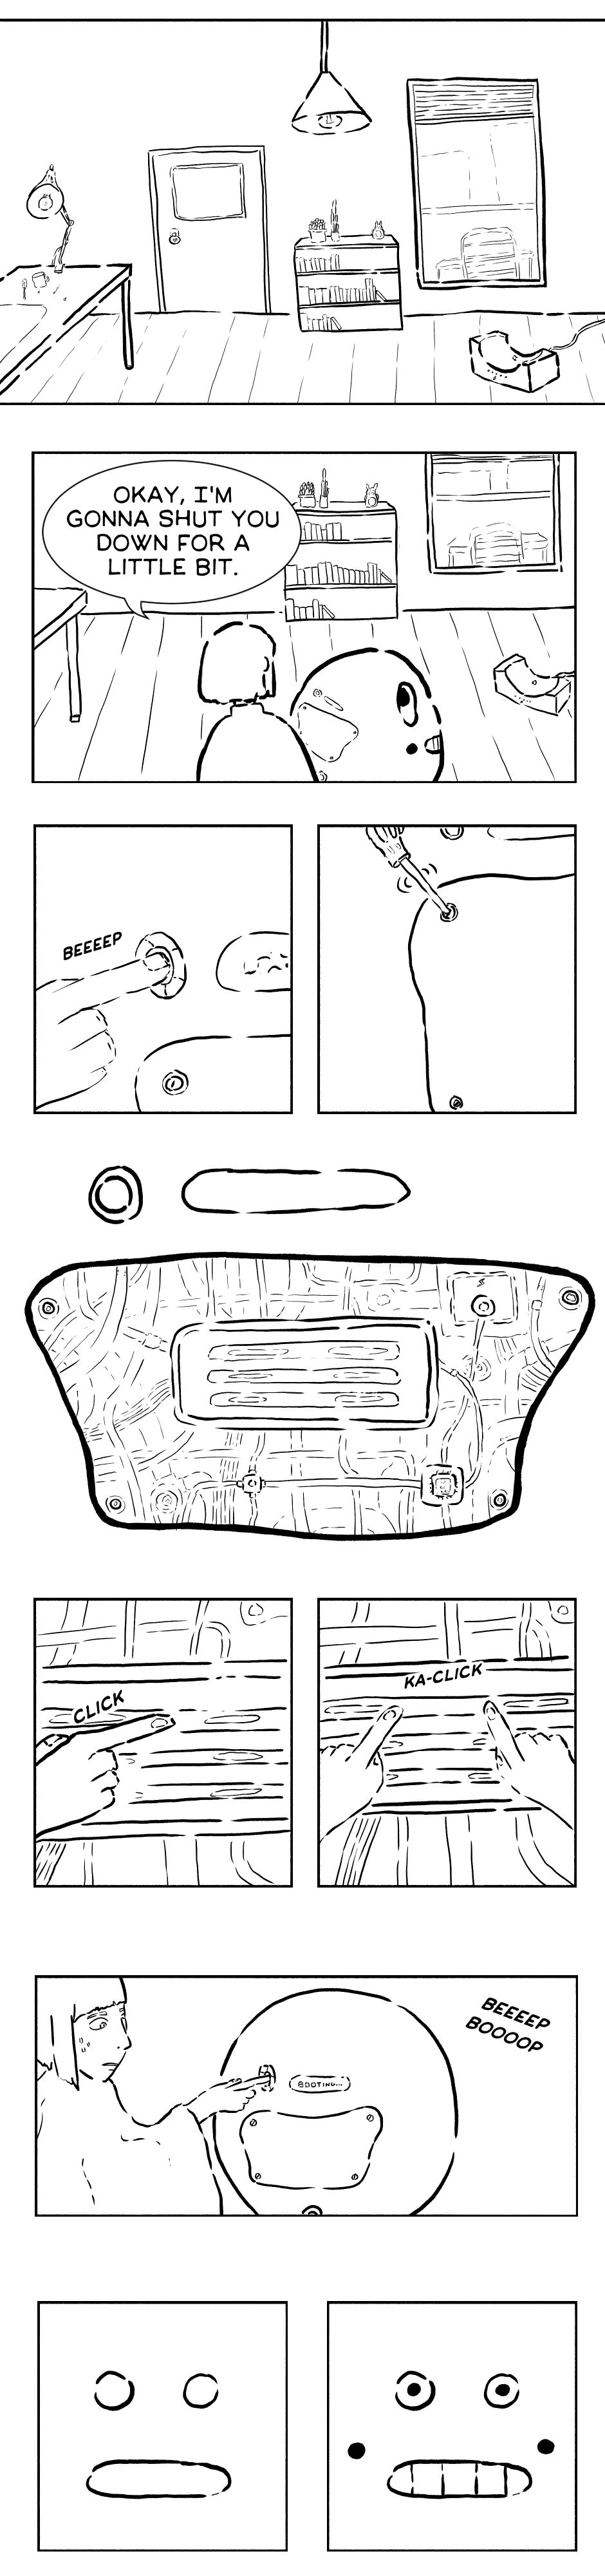 OKAY, I'M
GONNA SHUT YOU
DOWN FOR A
LITTLE BIT.
BEEEEP
CLICK
KA-CLICK
BEEEEP
BOOOOP
BOOTING...